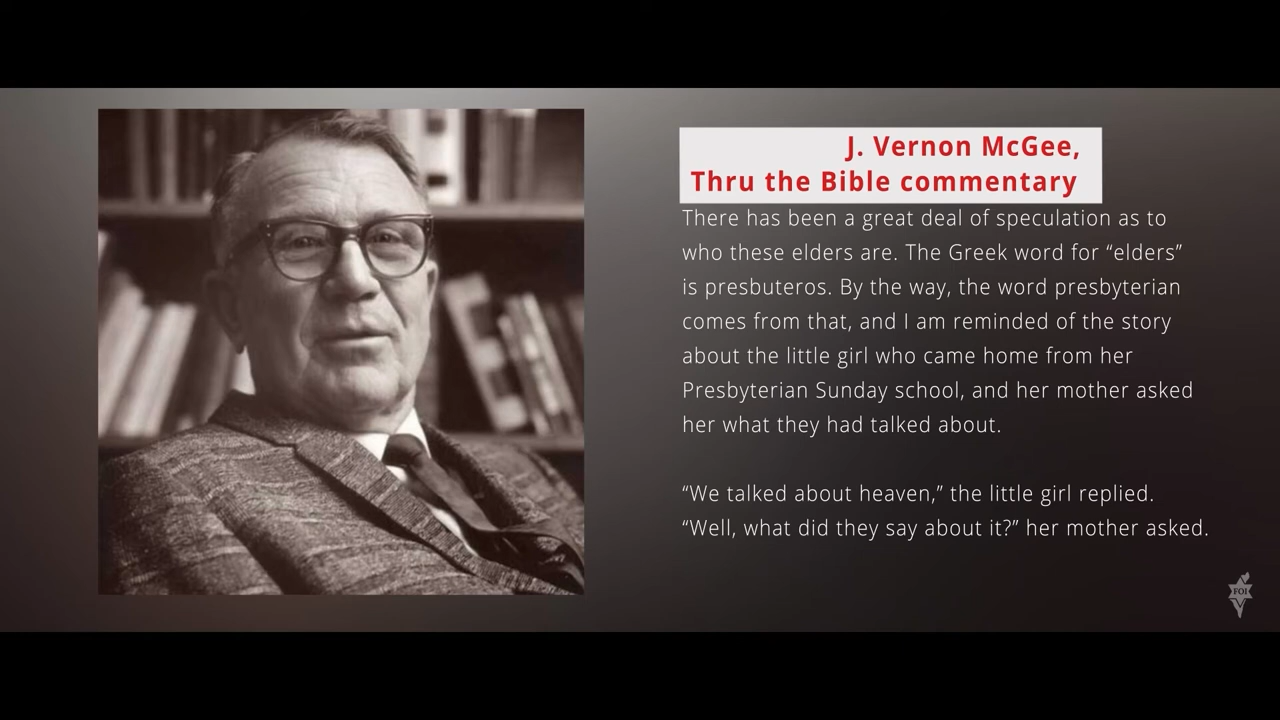 J. Vernon McGee,
Thru the Bible commentary
There has been a great deal of speculation as to
who these elders are. The Greek word for “elders”
is presbuteros. By the way, the word presbyterian
comes from that, and I am reminded of the story
about the little girl who came home from her
Presbyterian Sunday school, and her mother asked
her what they had talked about.
“We talked about heaven,” the little girl replied.
“Well, what did they say about it?” her mother asked.
FOI